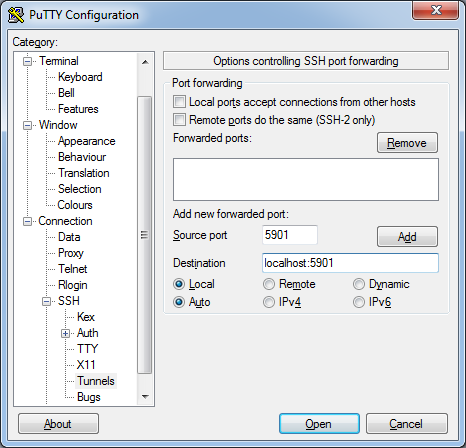 PuTTY Configuration
Category:
Terminal
Keyboard
Bell
Features
Window
Appearance
Behaviour
Translation
Selection
Colours
Connection
Data
Proxy
Telnet
Rlogin
SSH
Kex
Auth
TTY
X11
Tunnels
Bugs
Options controlling SSH port forwarding
Port forwarding
Local ports accept connections from other hosts
Remote ports do the same (SSH-2 only)
Forwarded ports:
Remove
Add new forwarded port:
Source port 5901 Add
Destination localhost:5901
Local Remote Dynamic
Auto IPv4 IPv6
About Open Cancel